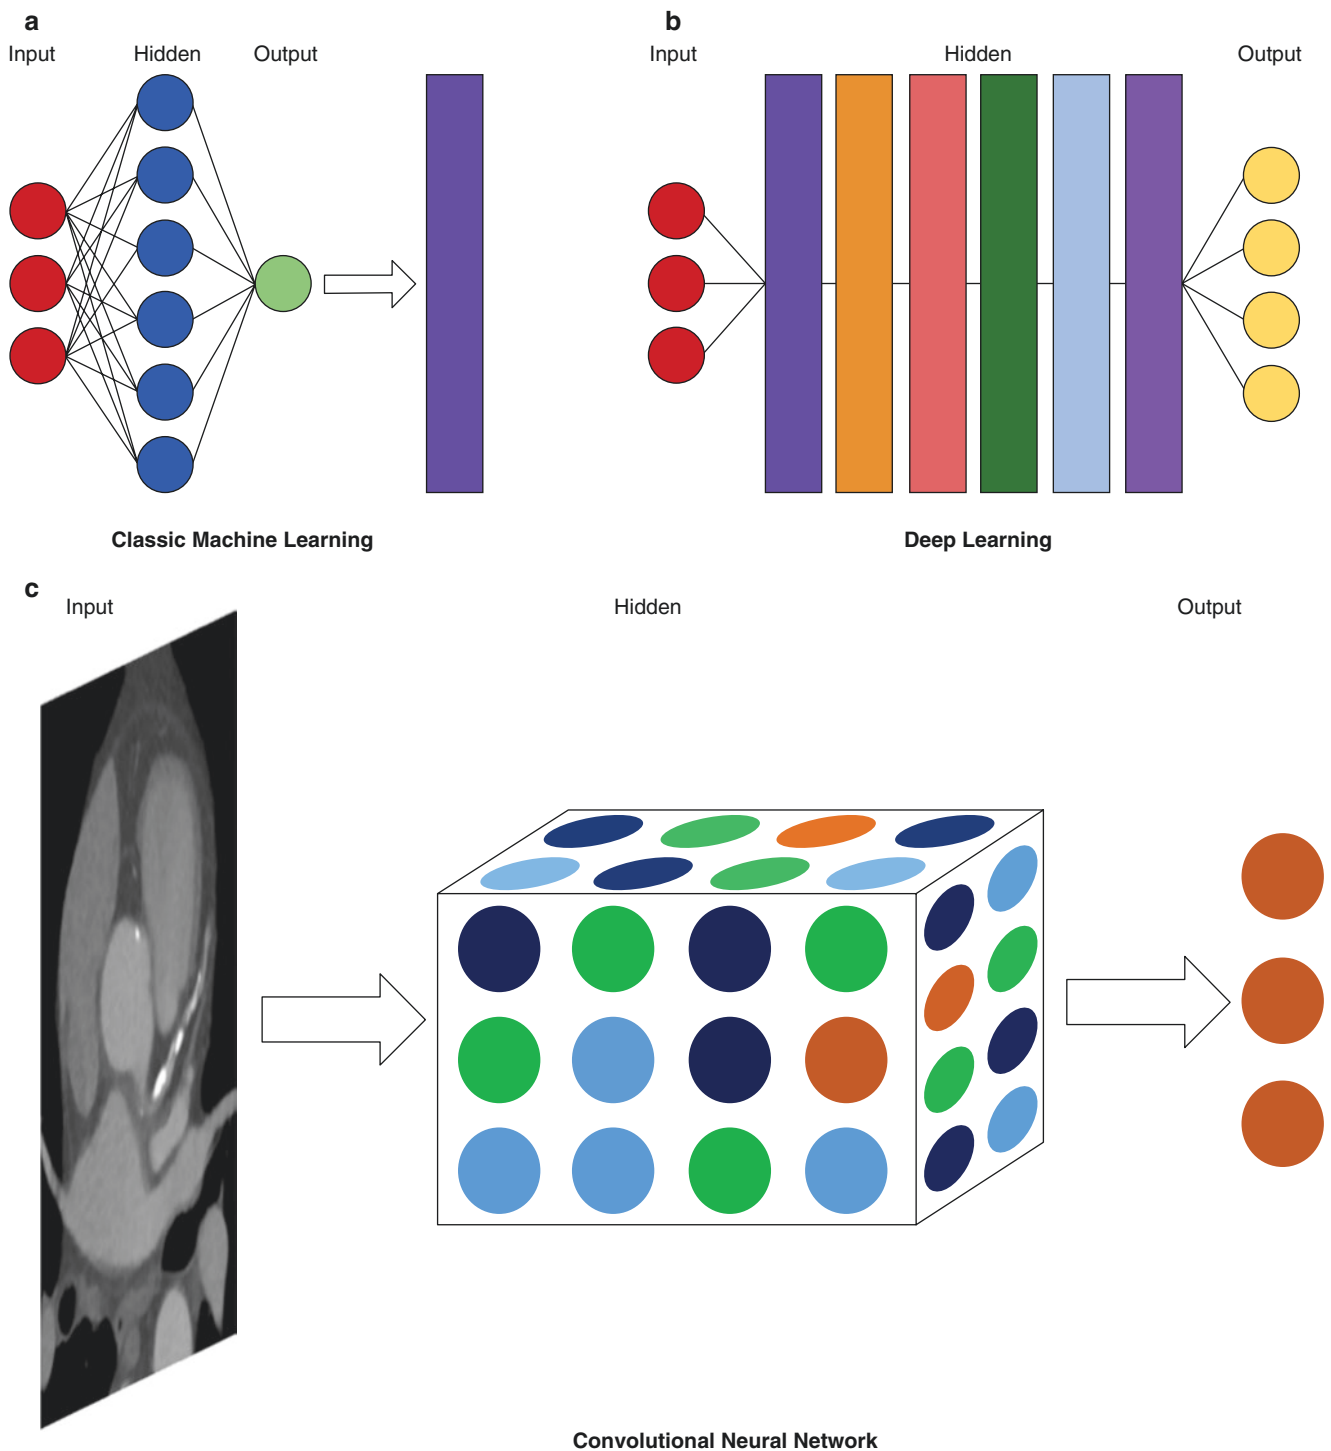 a
Input Hidden Output
Classic Machine Learning
b
Input Hidden Output
Deep Learning
c
Input Hidden Output
Convolutional Neural Network